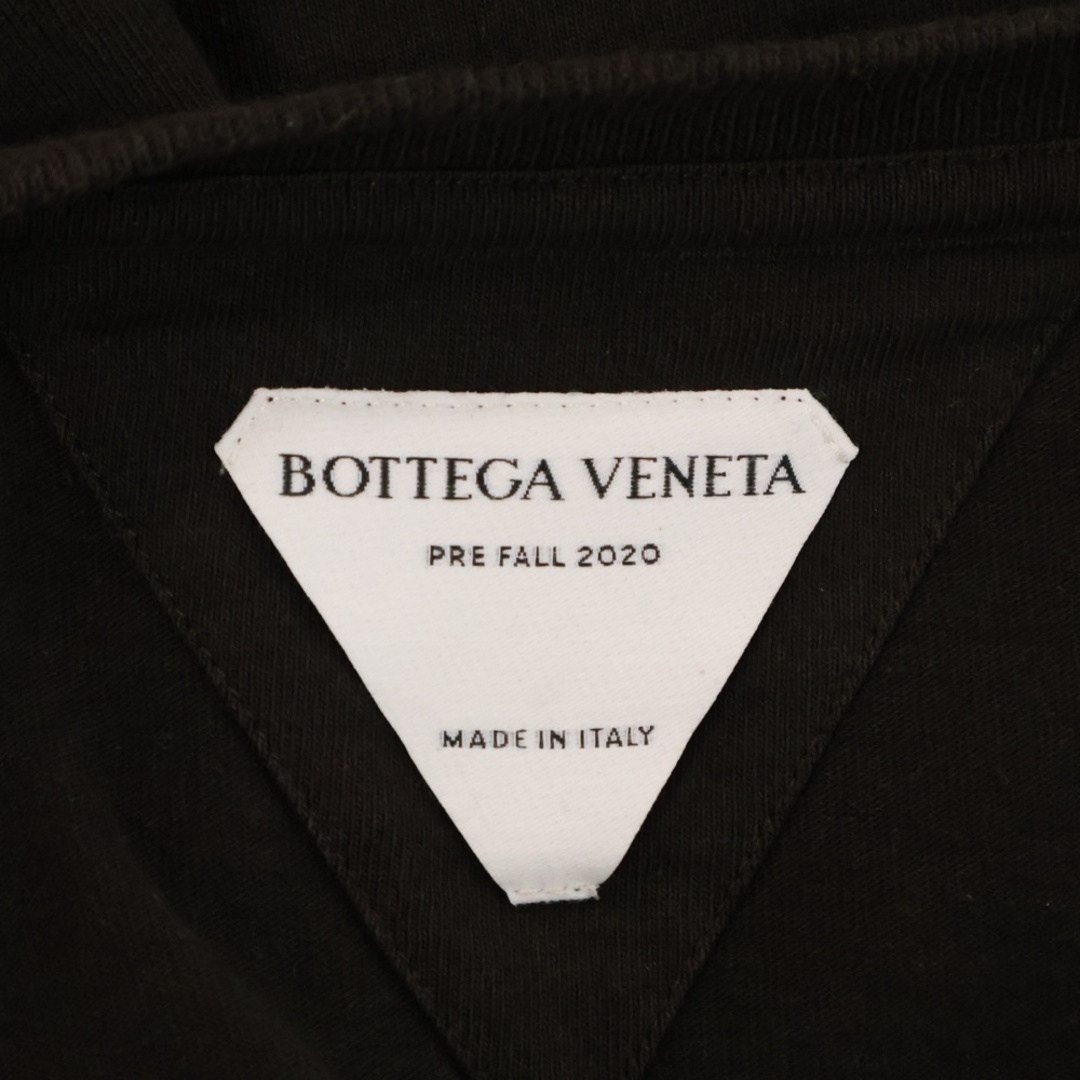 BOTTEGA VENETA
PRE FALL 2020
MADE IN ITALY